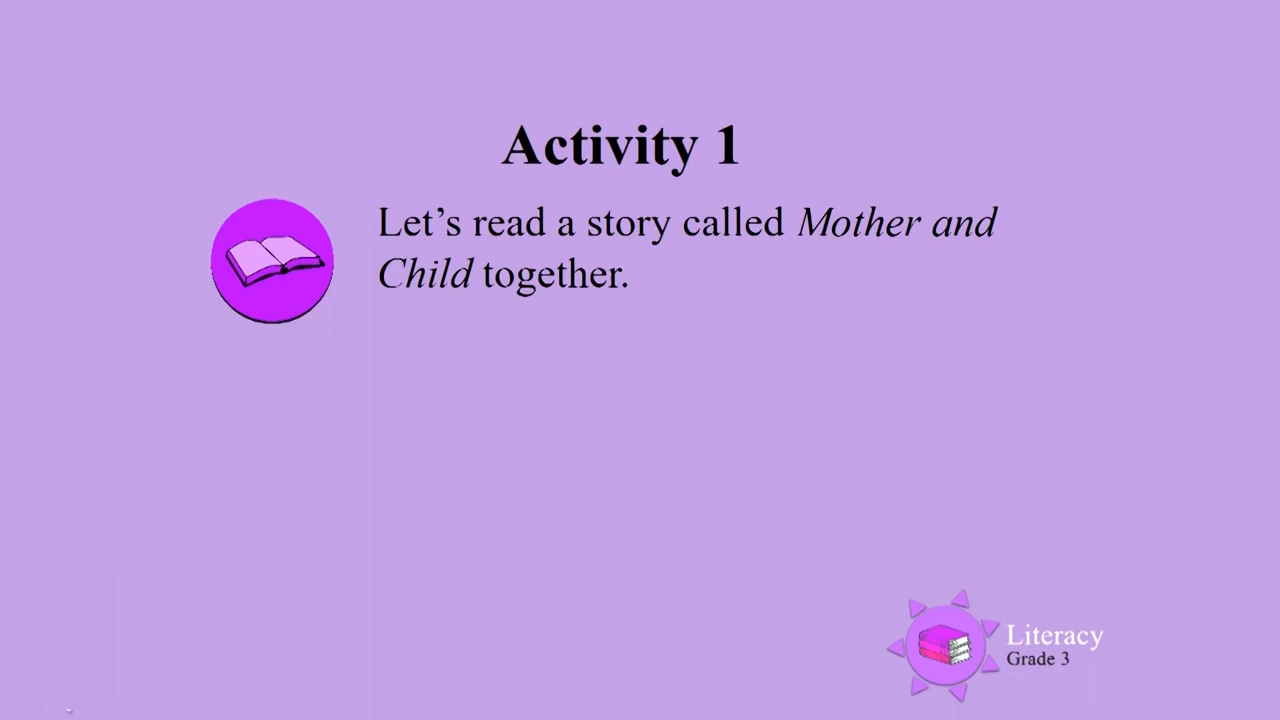 Activity 1
Let’s read a story called Mother and
Child together.
Literacy
Grade 3